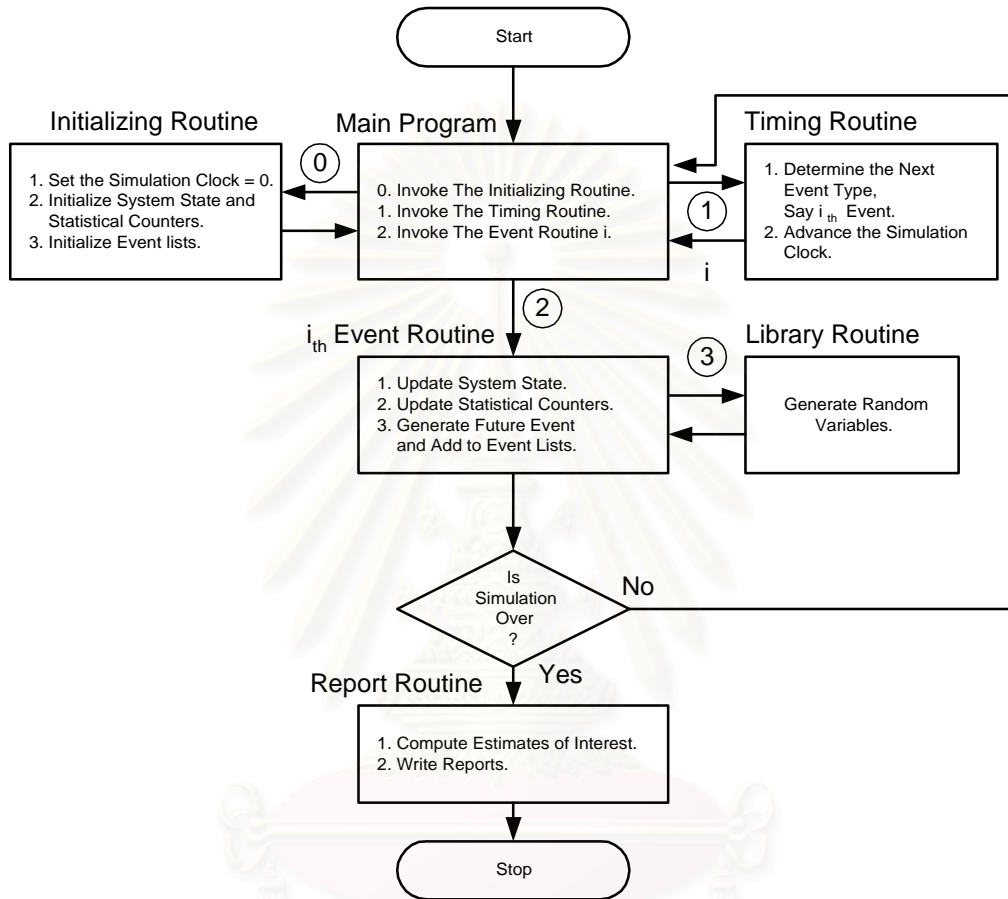 Start
Initializing Routine
1. Set the Simulation Clock = 0.
2. Initialize System State and
Statistical Counters.
3. Initialize Event lists.
0
Main Program
0. Invoke The Initializing Routine.
1. Invoke The Timing Routine.
2. Invoke The Event Routine i.
1
i
Timing Routine
1. Determine the Next
Event Type,
Say i th Event.
2. Advance the Simulation
Clock.
2
i th Event Routine
1. Update System State.
2. Update Statistical Counters.
3. Generate Future Event
and Add to Event Lists.
3
Library Routine
Generate Random
Variables.
Is
Simulation
Over
?
No
Yes
Report Routine
1. Compute Estimates of Interest.
2. Write Reports.
Stop